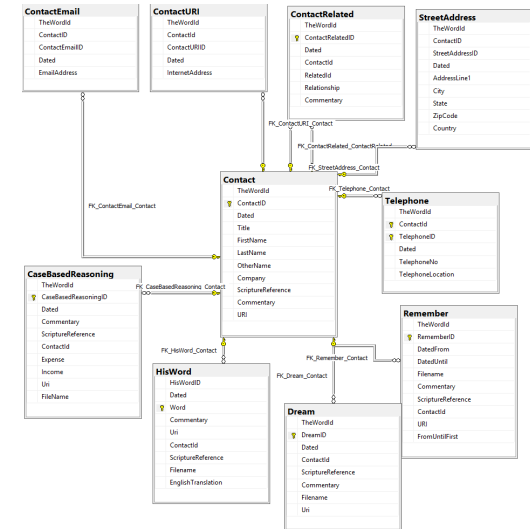 ContactEmail
TheWordId
ContactID
ContactEmailID
Dated
EmailAddress
ContactURI
TheWordId
ContactId
ContactURIID
Dated
InternetAddress
ContactRelated
TheWordId
ContactRelatedID
Dated
ContactId
RelatedId
Relationship
Commentary
StreetAddress
TheWordId
ContactID
StreetAddressID
Dated
AddressLine1
City
State
ZipCode
Country
FK_ContactURI_Contact
FK_ContactRelated_ContactRelated
FK_StreetAddress_Contact
FK_Telephone_Contact
FK_ContactEmail_Contact
Contact
TheWordId
ContactID
Dated
Title
FirstName
LastName
OtherName
Company
ScriptureReference
Commentary
URI
Telephone
TheWordId
ContactId
TelephoneID
Dated
TelephoneNo
TelephoneLocation
CaseBasedReasoning
TheWordId
CaseBasedReasoningID
Dated
Commentary
ScriptureReference
ContactId
Expense
Income
Uri
FileName
FK_CaseBasedReasoning_Contact
FK_HisWord_Contact
FK_Remember_Contact
FK_Dream_Contact
Remember
TheWordId
RememberID
DatedFrom
DatedUntil
Filename
Commentary
ScriptureReference
ContactId
URI
FromUntilFirst
HisWord
HisWordID
Dated
Word
Commentary
Uri
ContactId
ScriptureReference
Filename
EnglishTranslation
Dream
TheWordId
DreamID
Dated
ContactId
ScriptureReference
Commentary
Filename
Uri